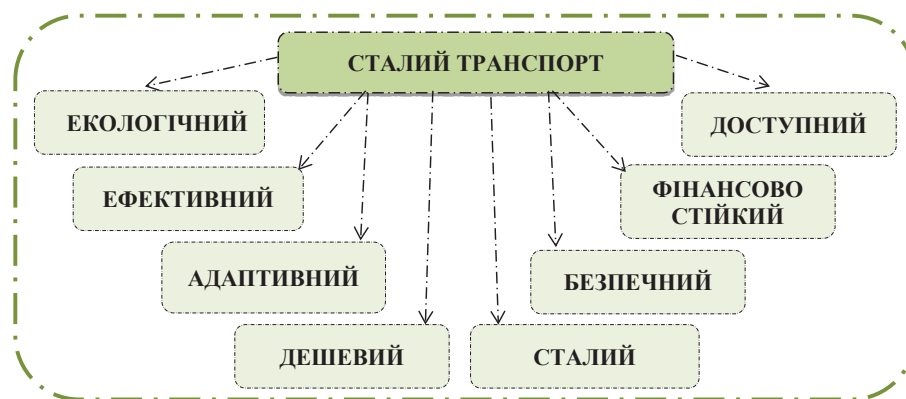 СТАЛИЙ ТРАНСПОРТ
ЕКОЛОГІЧНИЙ
ДОСТУПНИЙ
ЕФЕКТИВНИЙ
ФІНАНСОВО
СТІЙКИЙ
АДАПТИВНИЙ
БЕЗПЕЧНИЙ
ДЕШЕВИЙ
СТАЛИЙ